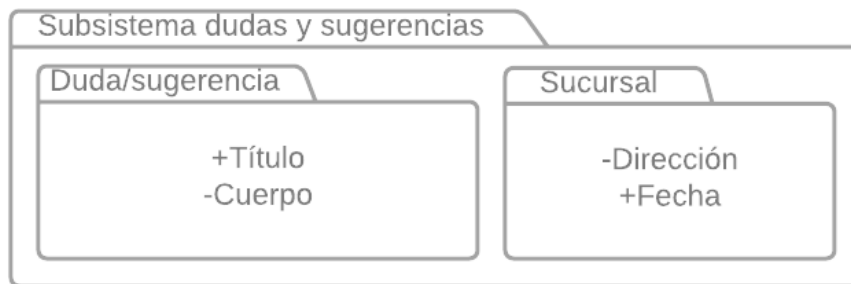 Subsistema dudas y sugerencias
Duda/sugerencia
+Título
-Cuerpo
Sucursal
-Dirección
+Fecha